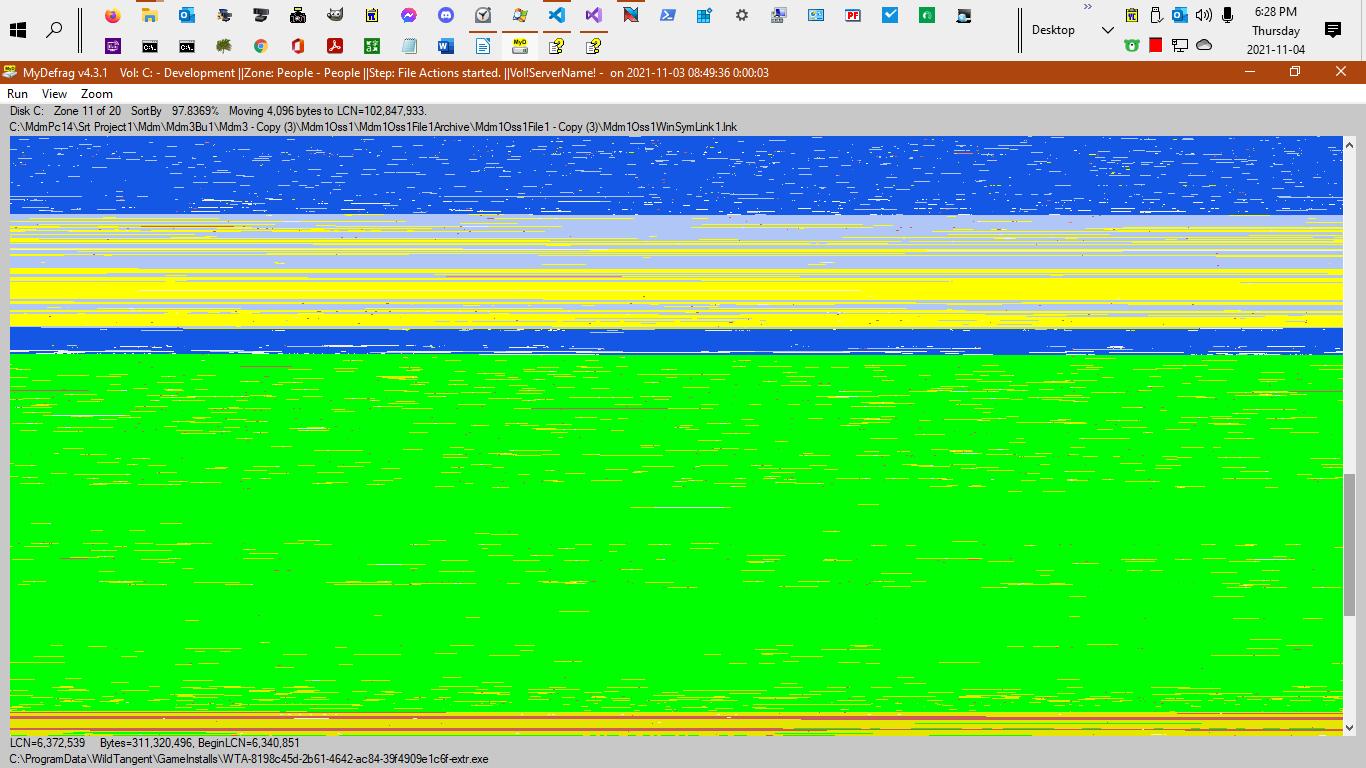 6:28 PM
Desktop
Thursday
2021-11-04
MyDefrag v4.3.1 Vol: C: - Development ||Zone: People - People ||Step: File Actions started. ||Vol!ServerName! - on 2021-11-03 08:49:36 0:00:03
Run View Zoom
Disk C: Zone 11 of 20 SortBy 97.8369% Moving 4,096 bytes to LCN=102,847,933.
C:\MdmPc14\Srt Project1\Mdm\Mdm3Bu1\Mdm3 - Copy (3)\Mdm1Oss1\Mdm1Oss1File1Archive\Mdm1Oss1File1 - Copy (3)\Mdm1Oss1WinSymLink1.lnk
LCN=6,372,539 Bytes=311,320,496, BeginLCN=6,340,851
C:\ProgramData\WildTangent\GameInstalls\WTA-8198c45d-2b61-4642-ac84-39f4909e1c6f-extr.exe